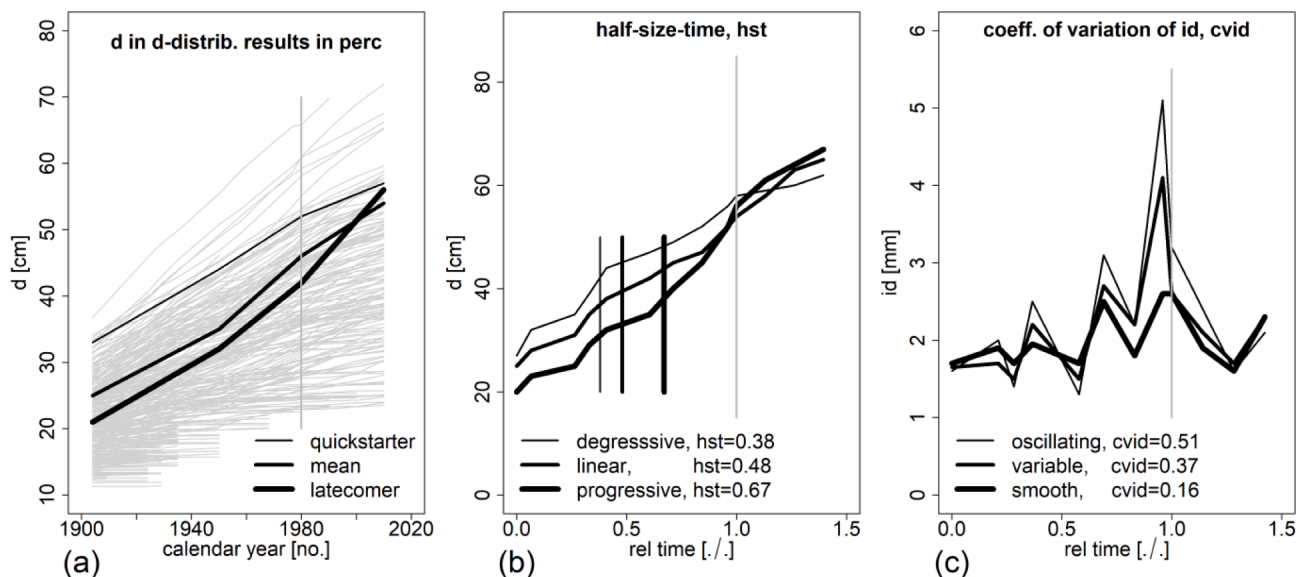 d in d-distrib. results in perc
d [cm]
80
70
60
50
40
30
20
10
quickstarter
mean
latecomer
1900 1940 1980 2020
calendar year [no.]
(a)
half-size-time, hst
d [cm]
80
60
40
20
0
degresssive, hst=0.38
linear, hst=0.48
progressive, hst=0.67
0.0 0.5 1.0 1.5
rel time [./.]
(b)
coeff. of variation of id, cvid
id [mm]
6
5
4
3
2
1
0
oscillating, cvid=0.51
variable, cvid=0.37
smooth, cvid=0.16
0.0 0.5 1.0 1.5
rel time [./.]
(c)